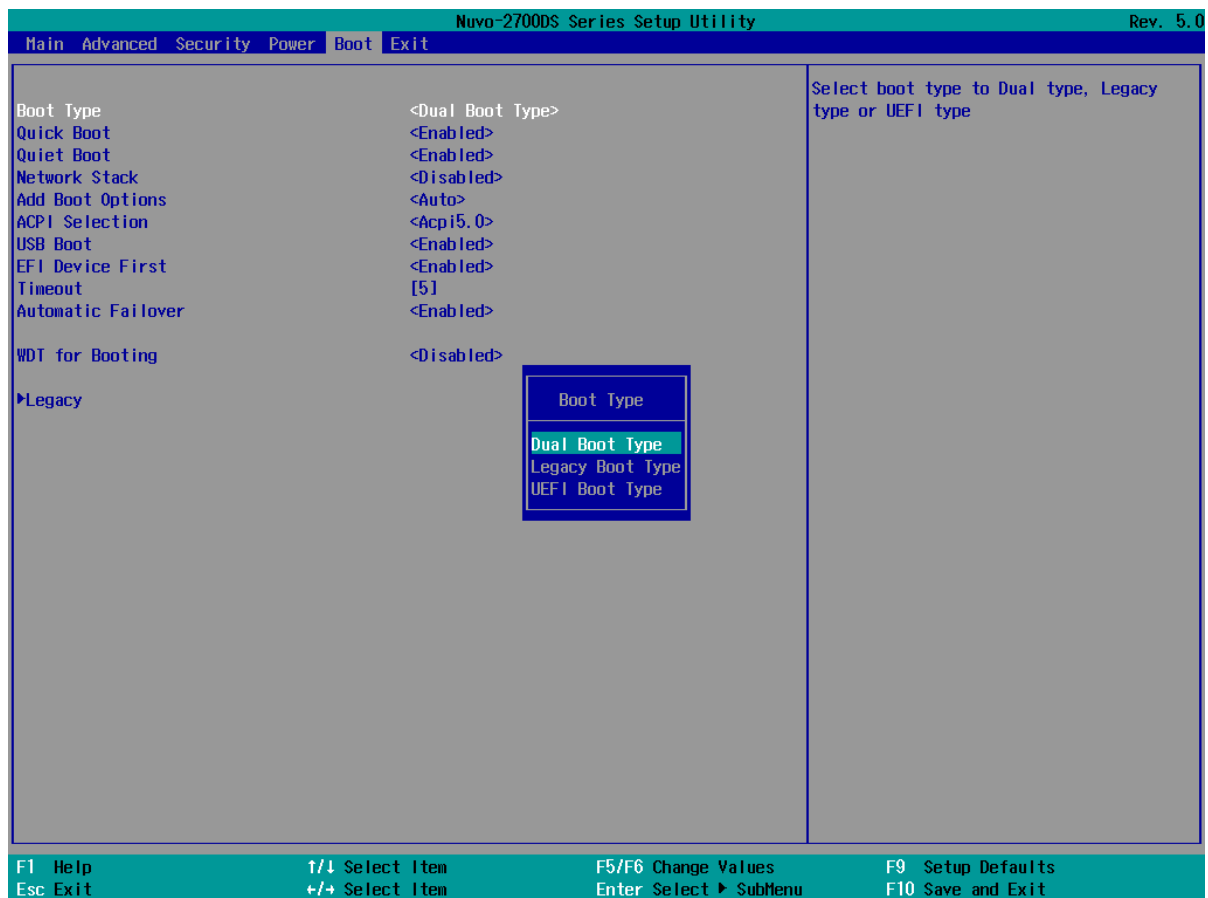 Nuvo-2700DS Series Setup Utility Rev. 5.0
Main Advanced Security Power Boot Exit
Boot Type <Dual Boot Type>
Quick Boot <Enabled>
Quiet Boot <Enabled>
Network Stack <Disabled>
Add Boot Options <Auto>
ACPI Selection <Acpi5.0>
USB Boot <Enabled>
EFI Device First <Enabled>
Timeout [5]
Automatic Failover <Enabled>
WDT for Booting <Disabled>
▶Legacy
Boot Type
Dual Boot Type
Legacy Boot Type
UEFI Boot Type
Select boot type to Dual type, Legacy
type or UEFI type
F1 Help ↑/↓ Select Item F5/F6 Change Values F9 Setup Defaults
Esc Exit ←/→ Select Item Enter Select ▶ SubMenu F10 Save and Exit